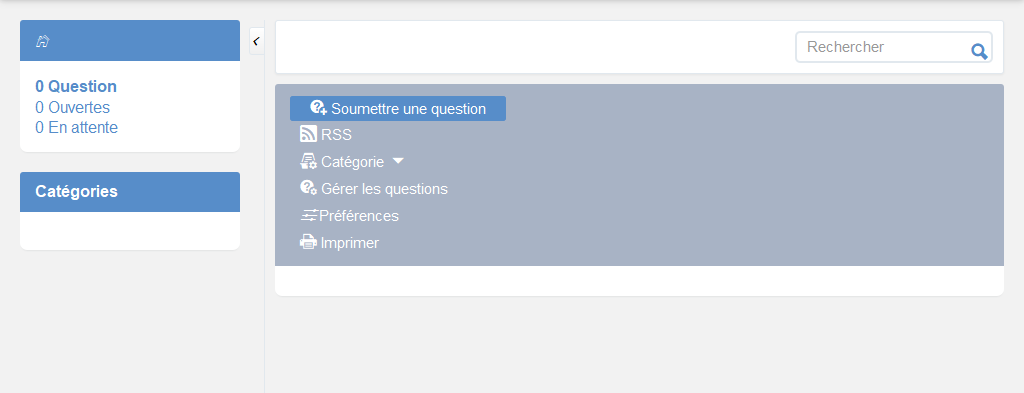 0 Question
0 Ouvertes
0 En attente
Catégories
Rechercher
Soumettre une question
RSS
Catégorie
Gérer les questions
Préférences
Imprimer